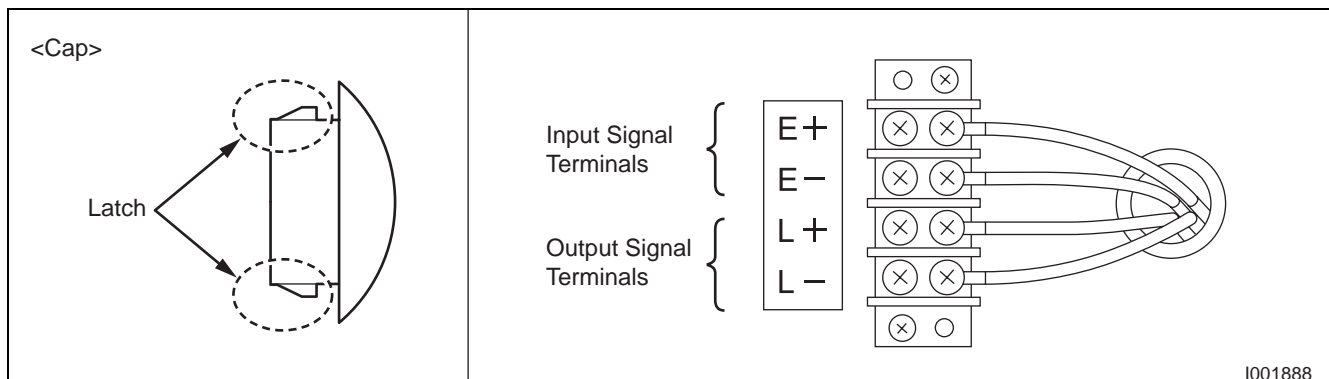 <Cap>
Latch
Input Signal
Terminals
Output Signal
Terminals
E+
E−
L+
L−
I001888